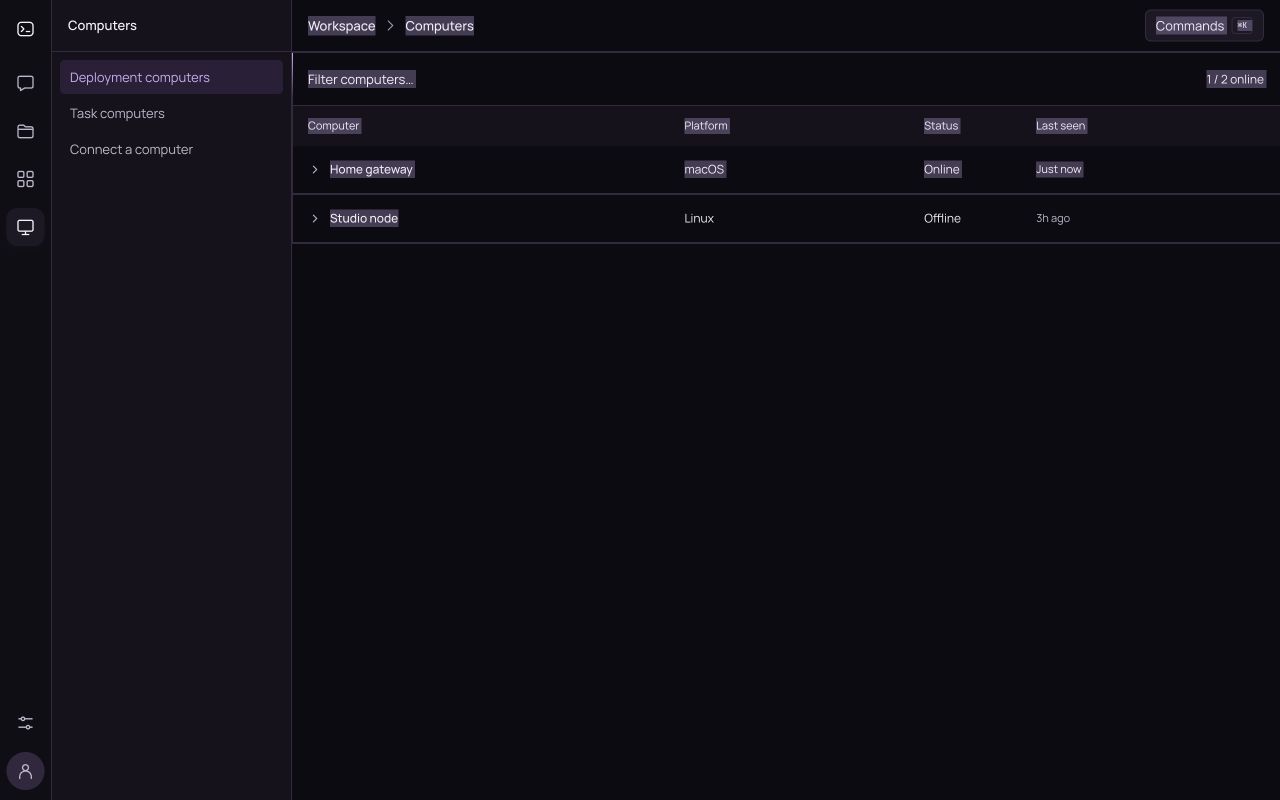 Computers
Workspace > Computers
Commands ⌘K
Deployment computers
Task computers
Connect a computer
Filter computers...
1 / 2 online
Computer Platform Status Last seen
Home gateway macOS Online Just now
Studio node Linux Offline 3h ago